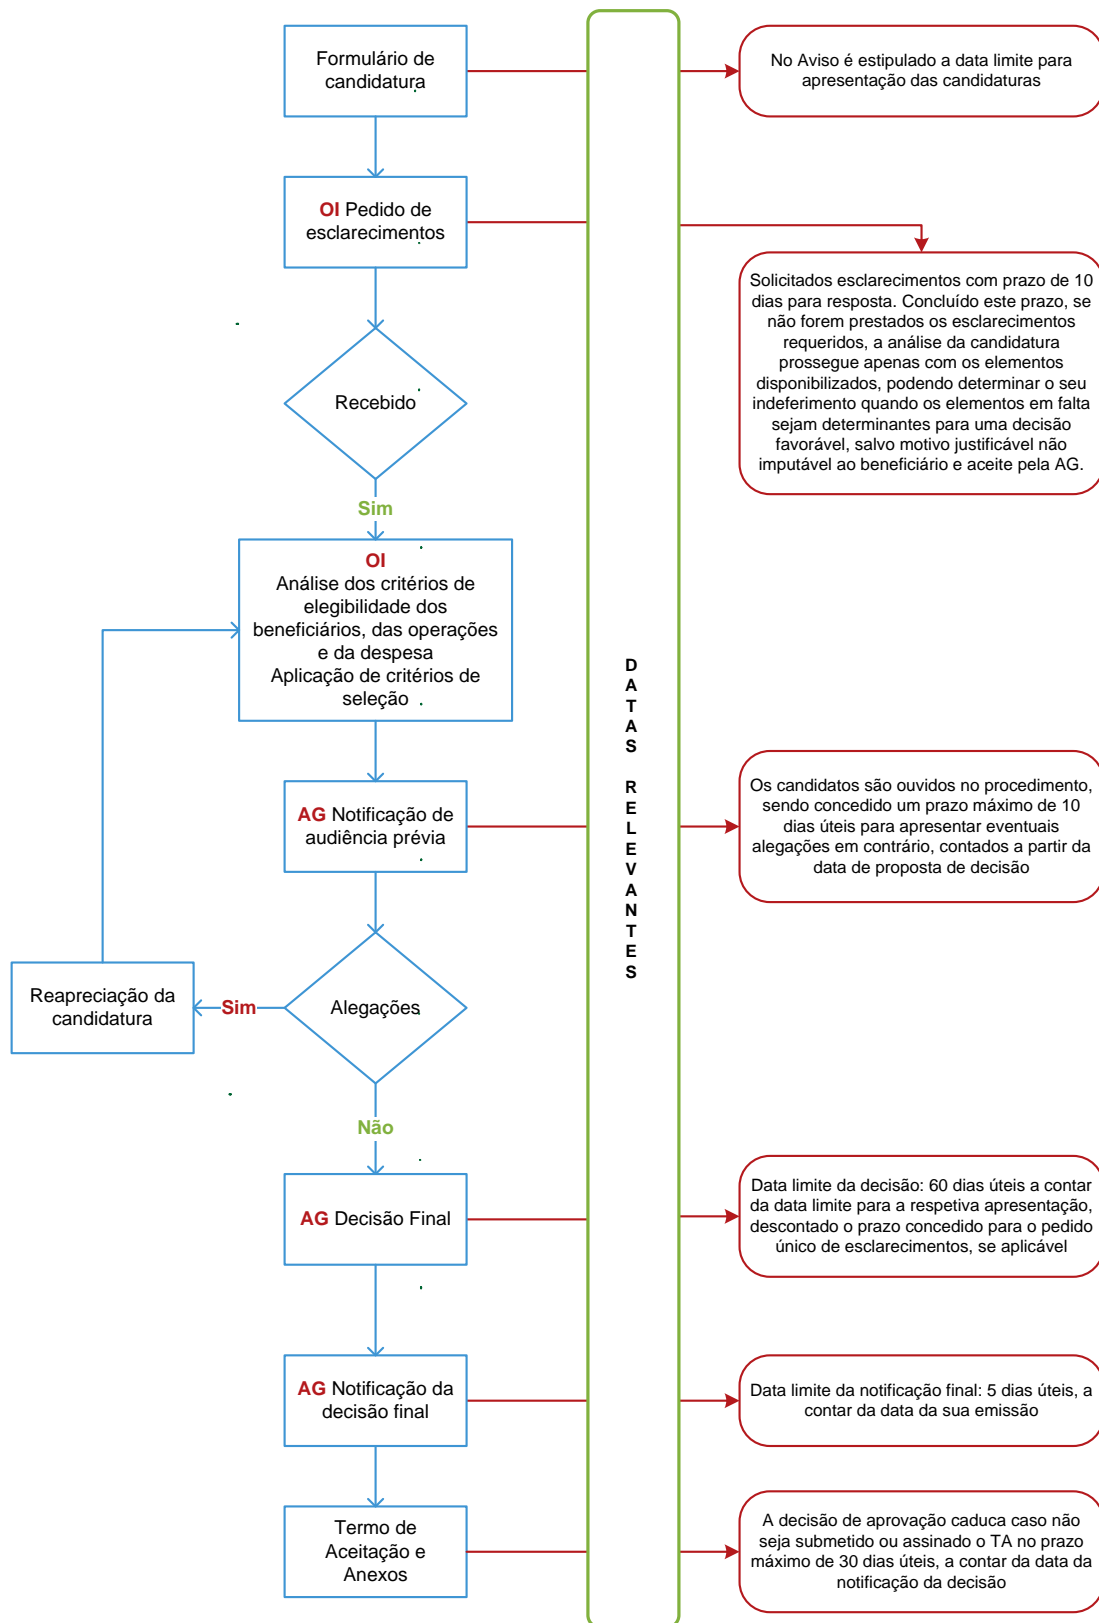 Formulário de
candidatura
No Aviso é estipulado a data limite para
apresentação das candidaturas
OI Pedido de
esclarecimentos
Solicitados esclarecimentos com prazo de 10
dias para resposta. Concluído este prazo, se
não forem prestados os esclarecimentos
requeridos, a análise da candidatura
prossegue apenas com os elementos
disponibilizados, podendo determinar o seu
indeferimento quando os elementos em falta
sejam determinantes para uma decisão
favorável, salvo motivo justificável não
imputável ao beneficiário e aceite pela AG.
Recebido
Sim
OI
Análise dos critérios de
elegibilidade dos
beneficiários, das operações
e da despesa
Aplicação de critérios de
seleção
D
A
T
A
S
R
E
L
E
V
A
N
T
E
S
AG Notificação de
audiência prévia
Os candidatos são ouvidos no procedimento,
sendo concedido um prazo máximo de 10
dias úteis para apresentar eventuais
alegações em contrário, contados a partir da
data de proposta de decisão
Alegações
Sim
Reapreciação da
candidatura
Não
AG Decisão Final
Data limite da decisão: 60 dias úteis a contar
da data limite para a respetiva apresentação,
descontado o prazo concedido para o pedido
único de esclarecimentos, se aplicável
AG Notificação da
decisão final
Data limite da notificação final: 5 dias úteis, a
contar da data da sua emissão
Termo de
Aceitação e
Anexos
A decisão de aprovação caduca caso não
seja submetido ou assinado o TA no prazo
máximo de 30 dias úteis, a contar da data da
notificação da decisão